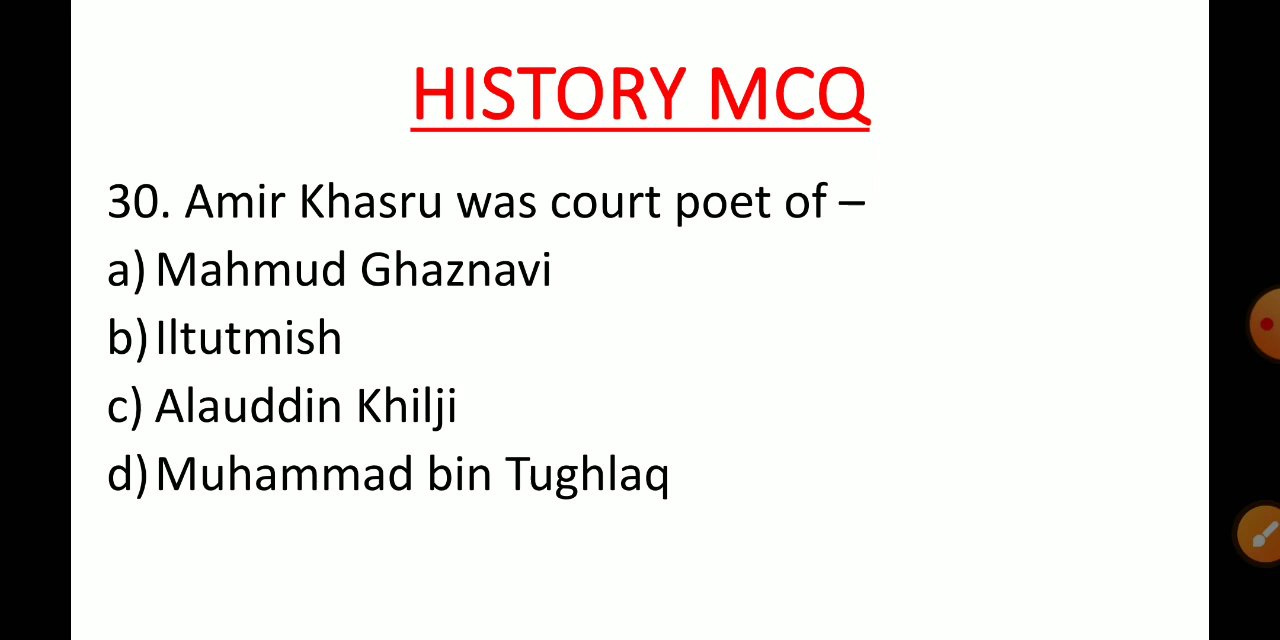 HISTORY MCQ
30. Amir Khasru was court poet of –
a) Mahmud Ghaznavi
b) Iltutmish
c) Alauddin Khilji
d) Muhammad bin Tughlaq